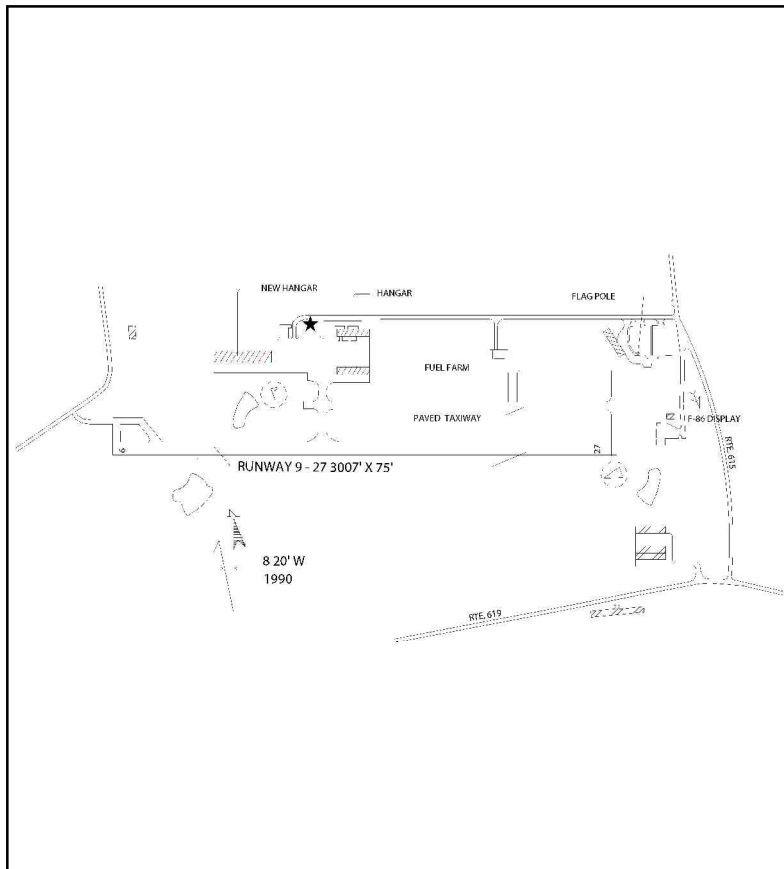 NEW HANGAR
HANGAR
FLAG POLE
FUEL FARM
PAVED TAXIWAY
F-86 DISPLAY
9
27
RUNWAY 9 - 27 3007' X 75'
RTE. 615
8 20' W
1990
RTE. 619